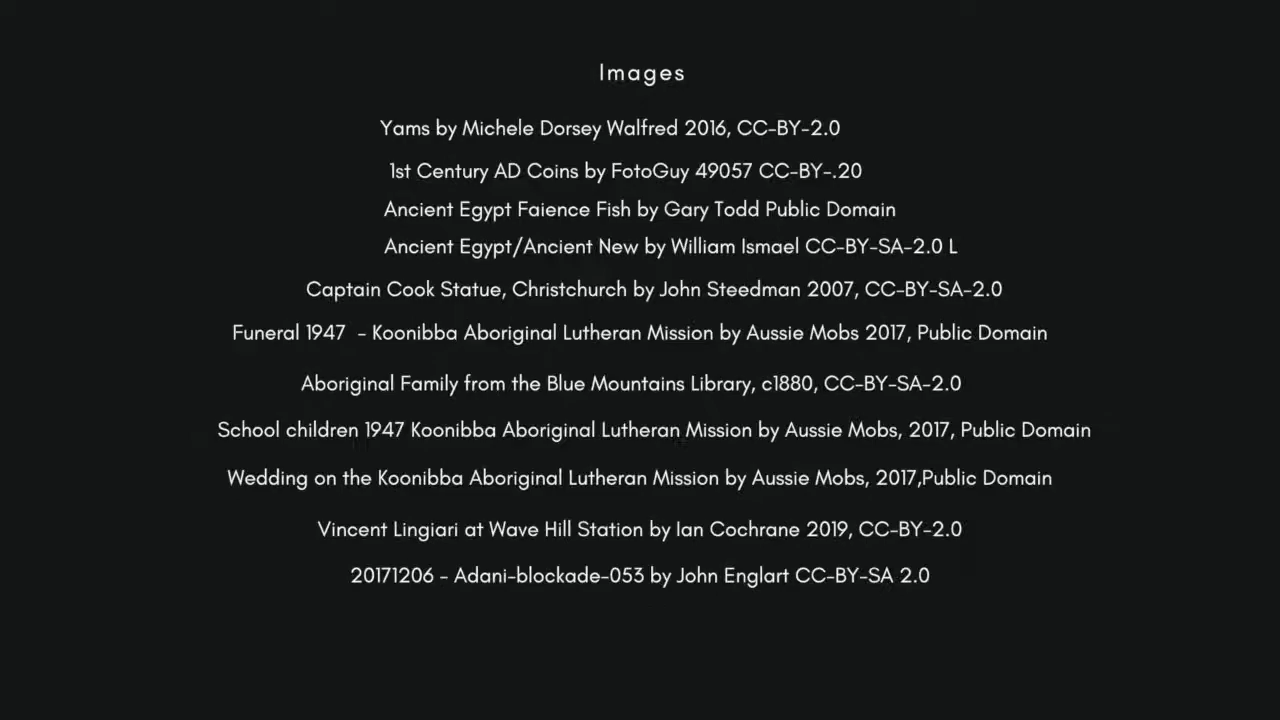 Images
Yams by Michele Dorsey Walfred 2016, CC-BY-2.0
1st Century AD Coins by FotoGuy 49057 CC-BY-.20
Ancient Egypt Faience Fish by Gary Todd Public Domain
Ancient Egypt/Ancient New by William Ismael CC-BY-SA-2.0 L
Captain Cook Statue, Christchurch by John Steedman 2007, CC-BY-SA-2.0
Funeral 1947 - Koonibba Aboriginal Lutheran Mission by Aussie Mobs 2017, Public Domain
Aboriginal Family from the Blue Mountains Library, c1880, CC-BY-SA-2.0
School children 1947 Koonibba Aboriginal Lutheran Mission by Aussie Mobs, 2017, Public Domain
Wedding on the Koonibba Aboriginal Lutheran Mission by Aussie Mobs, 2017,Public Domain
Vincent Lingiari at Wave Hill Station by Ian Cochrane 2019, CC-BY-2.0
20171206 - Adani-blockade-053 by John Englart CC-BY-SA 2.0